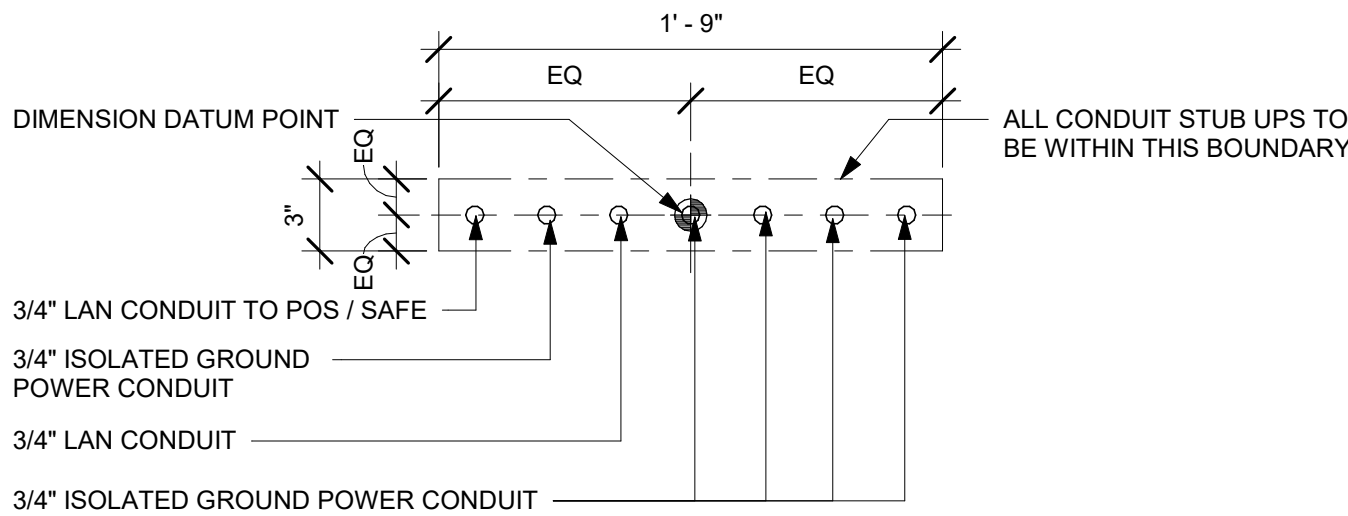 1' - 9"
EQ
EQ
DIMENSION DATUM POINT
ALL CONDUIT STUB UPS TO
BE WITHIN THIS BOUNDARY
EQ
3"
EQ
3/4" LAN CONDUIT TO POS / SAFE
3/4" ISOLATED GROUND
POWER CONDUIT
3/4" LAN CONDUIT
3/4" ISOLATED GROUND POWER CONDUIT